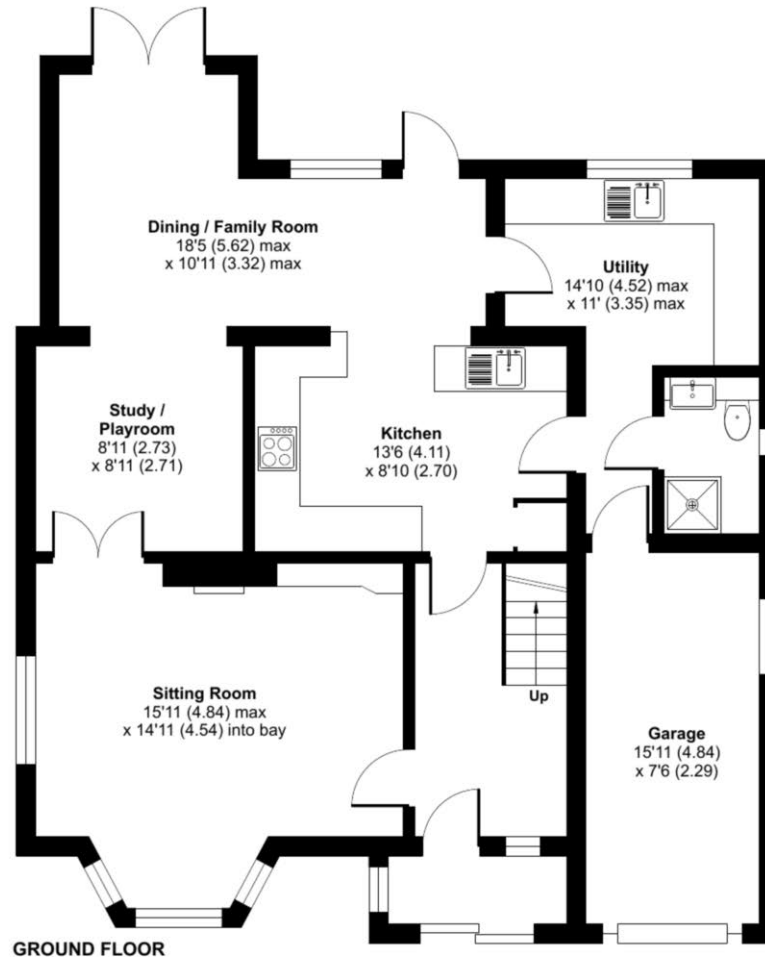 Dining / Family Room
18'5 (5.62) max
x 10'11 (3.32) max
Utility
14'10 (4.52) max
x 11' (3.35) max
Study /
Playroom
8'11 (2.73)
x 8'11 (2.71)
Kitchen
13'6 (4.11)
x 8'10 (2.70)
Sitting Room
15'11 (4.84) max
x 14'11 (4.54) into bay
Up
Garage
15'11 (4.84)
x 7'6 (2.29)
GROUND FLOOR